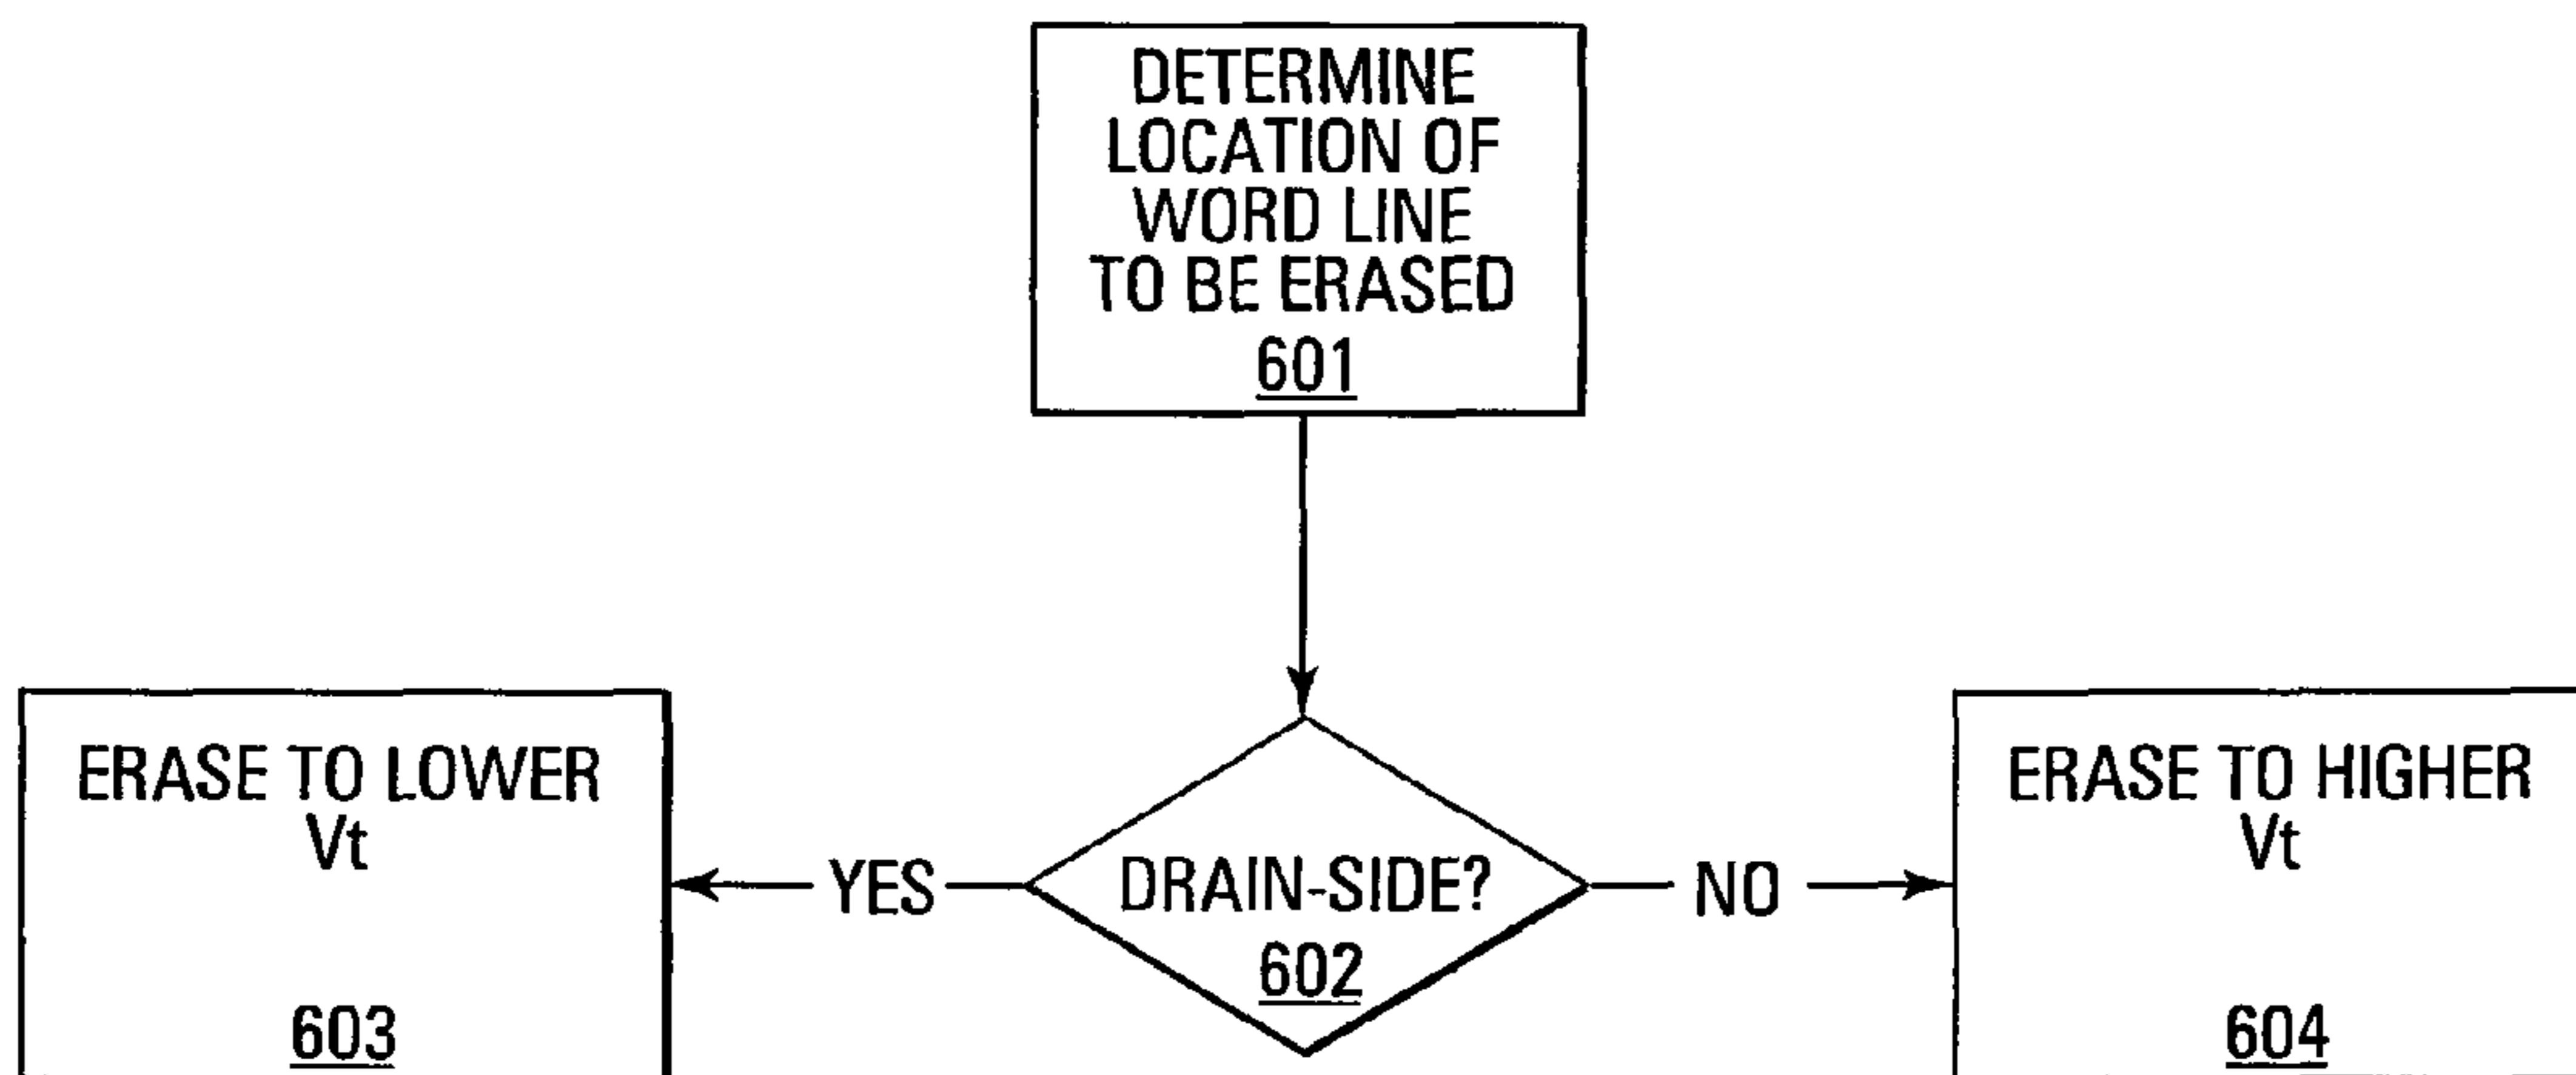 DETERMINE
LOCATION OF
WORD LINE
TO BE ERASED
601
ERASE TO LOWER
Vt
603
YES
DRAIN-SIDE?
602
NO
ERASE TO HIGHER
Vt
604